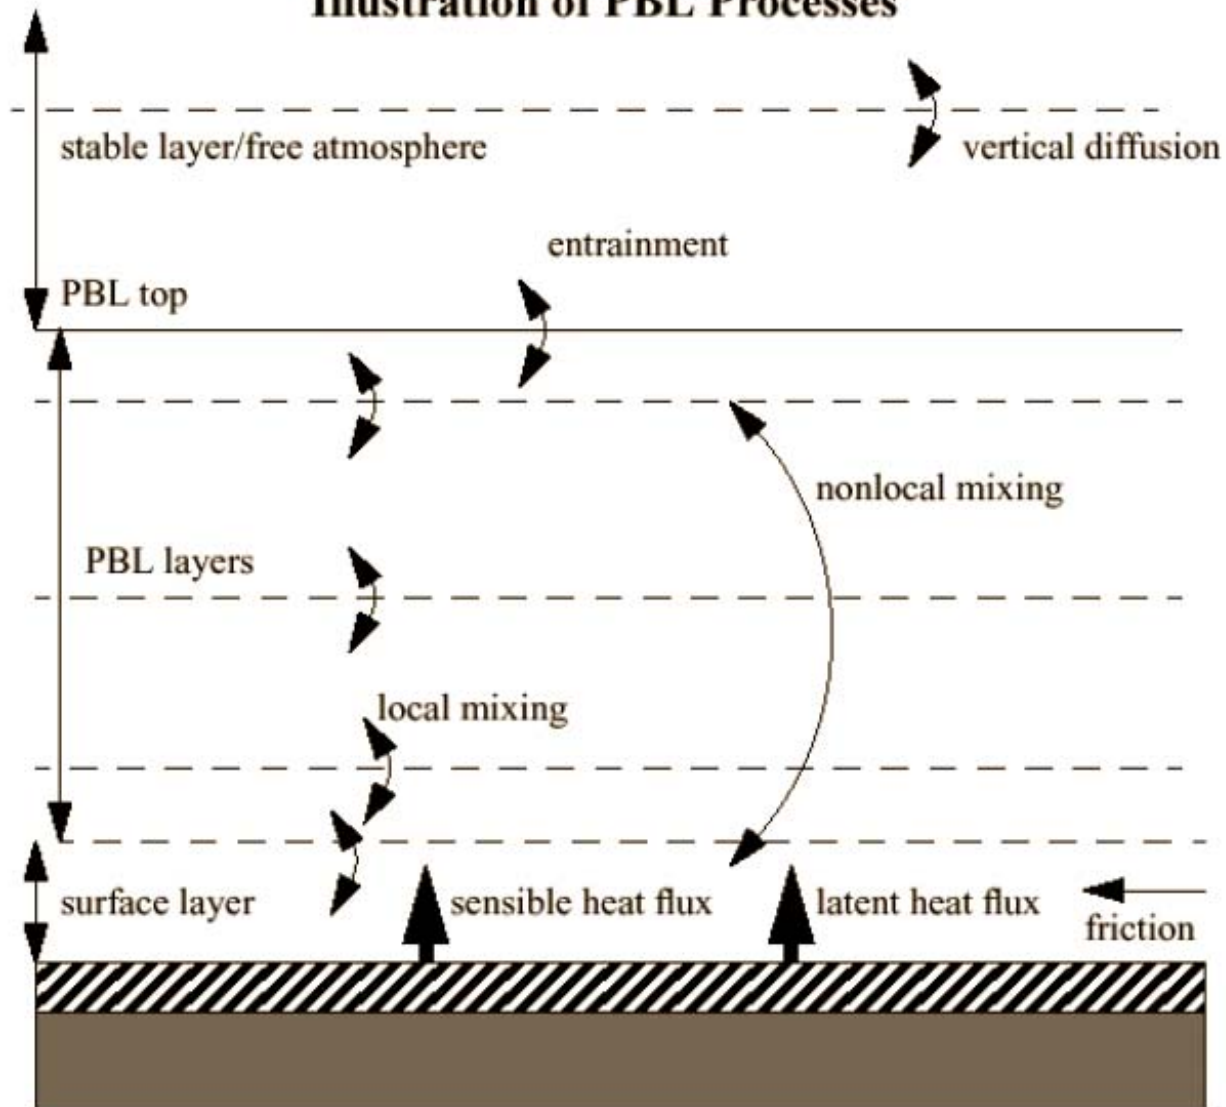 Illustration of PBL Processes
stable layer/free atmosphere
vertical diffusion
entrainment
PBL top
nonlocal mixing
PBL layers
local mixing
surface layer
sensible heat flux
latent heat flux
friction